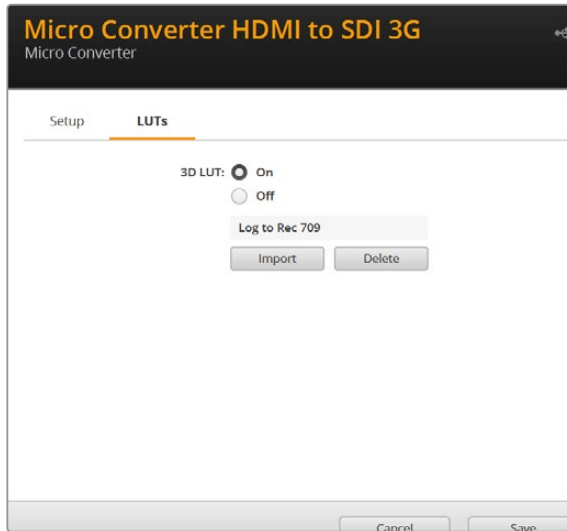 Micro Converter HDMI to SDI 3G
Micro Converter
Setup LUTs
3D LUT: On
Off
Log to Rec 709
Import Delete
Cancel Save